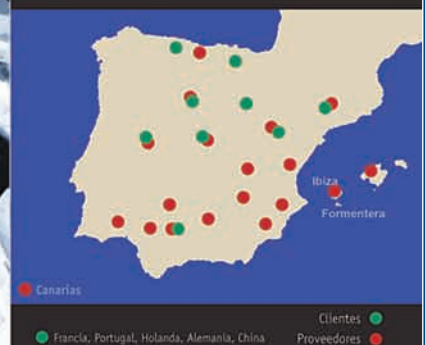 Ibiza
Formentera
Canarias
Clientes
Francia, Portugal, Holanda, Alemania, China
Proveedores